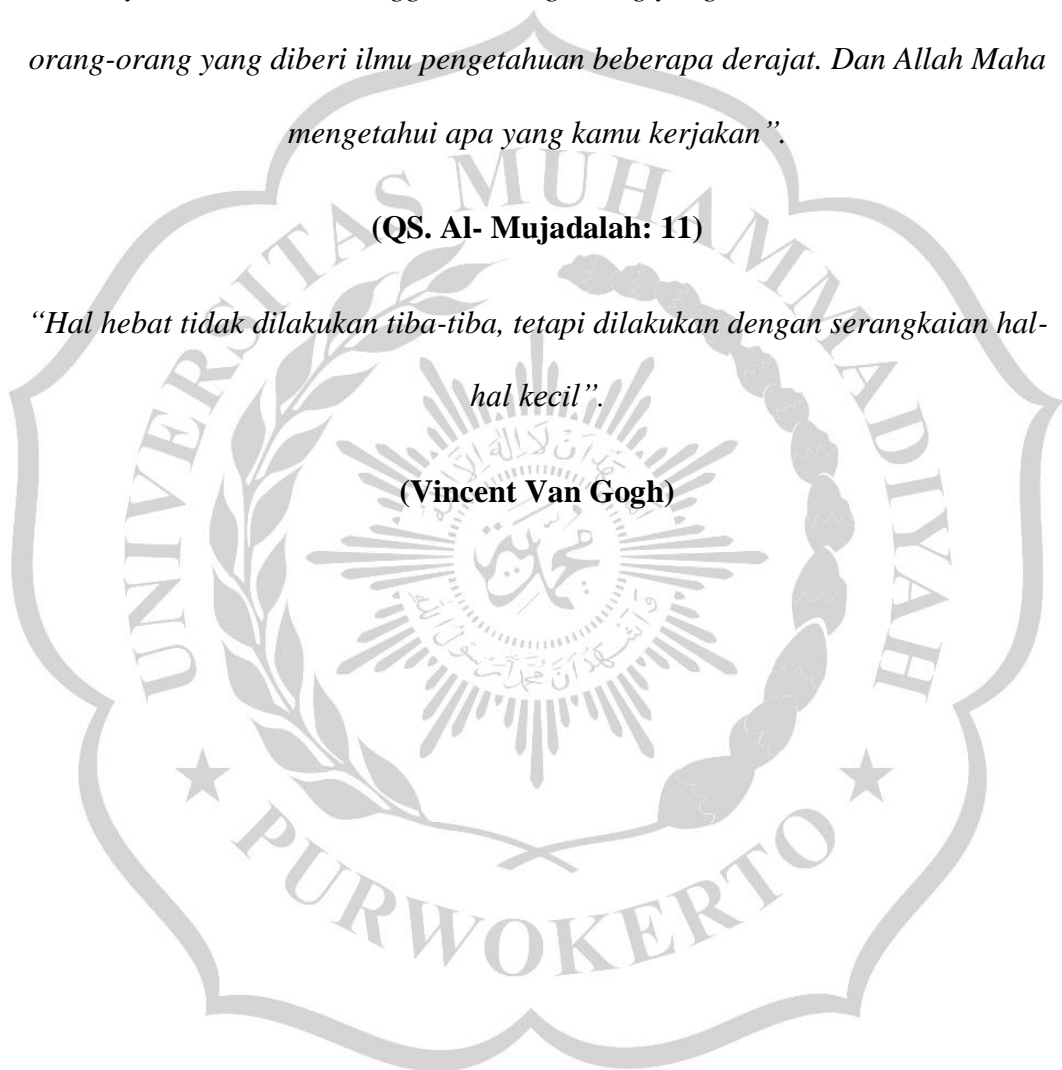 orang-orang yang diberi ilmu pengetahuan beberapa derajat. Dan Allah Maha
mengetahui apa yang kamu kerjakan”.
(QS. Al- Mujadalah: 11)
“Hal hebat tidak dilakukan tiba-tiba, tetapi dilakukan dengan serangkaian hal-
hal kecil”.
(Vincent Van Gogh)
UNIVERSITAS MUHAMMADIYAH
PURWOKERTO